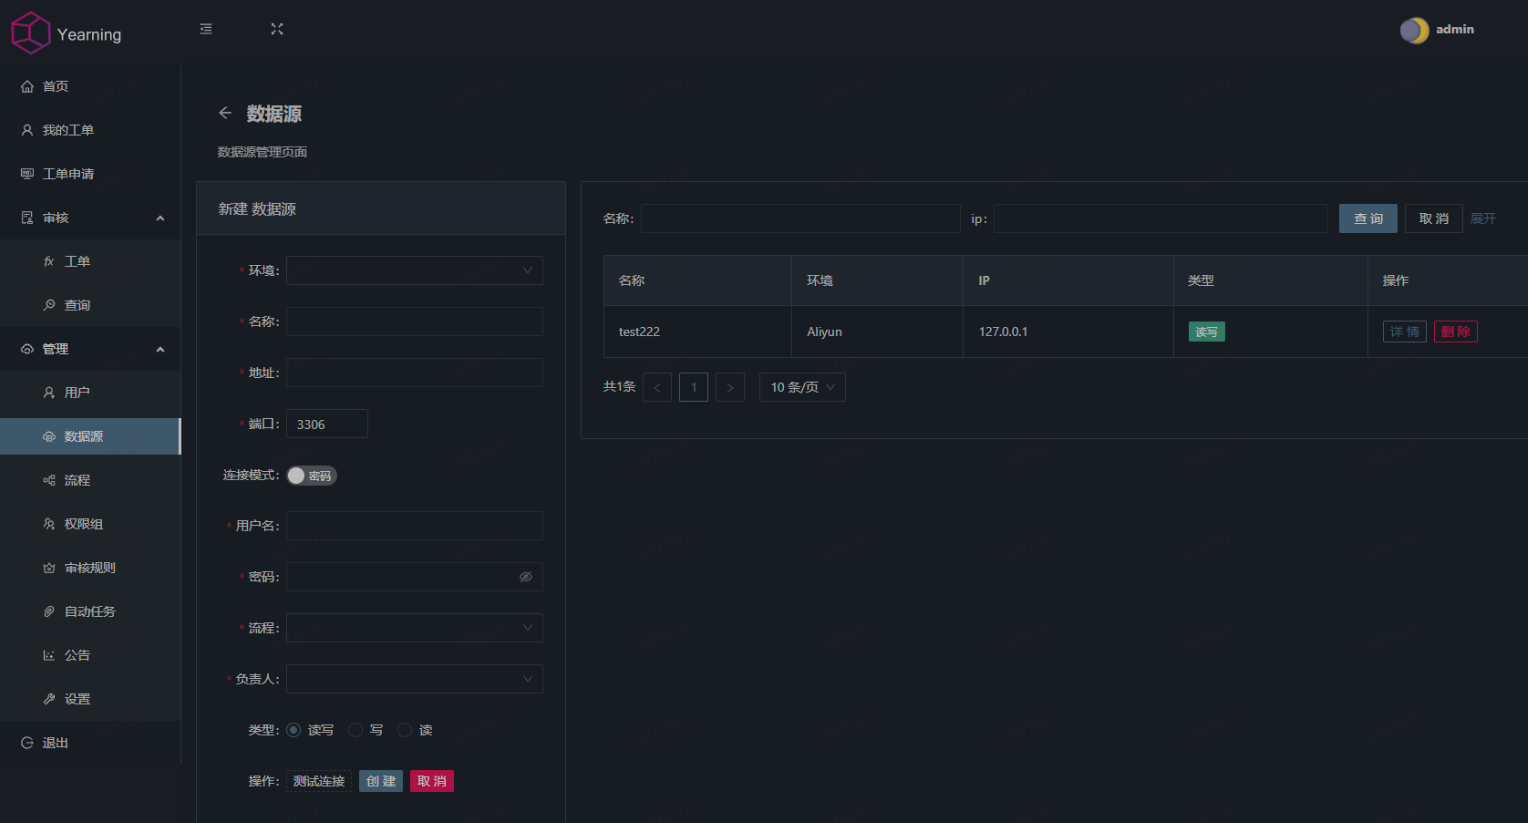 Yearning
admin
首页
我的工单
工单申请
审核
工单
查询
管理
用户
数据源
流程
权限组
审核规则
自动任务
公告
设置
退出
数据源
数据源管理页面
新建 数据源
* 环境:
* 名称:
* 地址:
* 端口: 3306
连接模式: 密码
* 用户名:
* 密码:
* 流程:
* 负责人:
类型: 读写 写 读
操作: 测试连接 创 建 取 消
名称: ip: 查 询 取 消 展开
名称 环境 IP 类型 操作
test222 Aliyun 127.0.0.1 读写 详 情 删 除
共1条 < 1 > 10 条/页